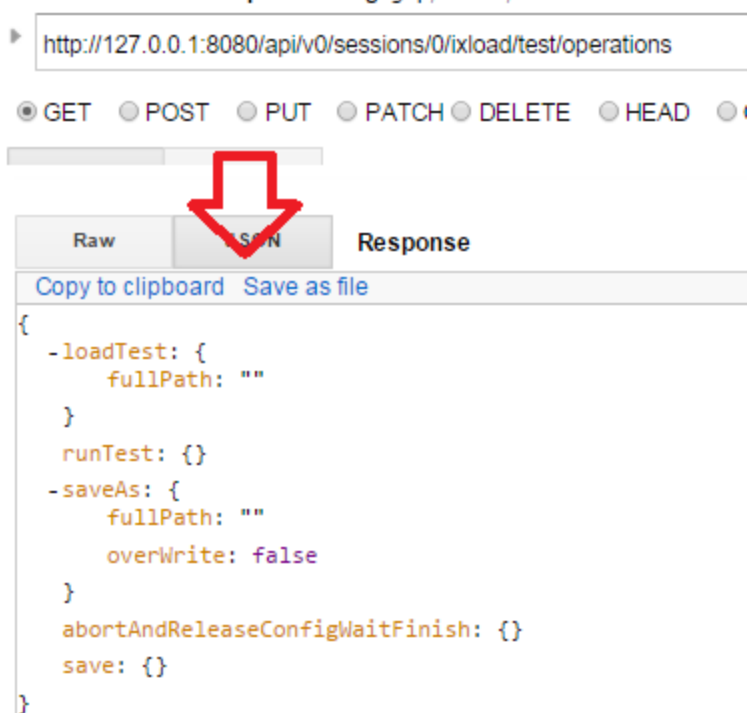 http://127.0.0.1:8080/api/v0/sessions/0/ixload/test/operations
GET POST PUT PATCH DELETE HEAD
Raw JSON Response
Copy to clipboard Save as file
{
-loadTest: {
fullPath: ""
}
runTest: {}
-saveAs: {
fullPath: ""
overWrite: false
}
abortAndReleaseConfigWaitFinish: {}
save: {}
}